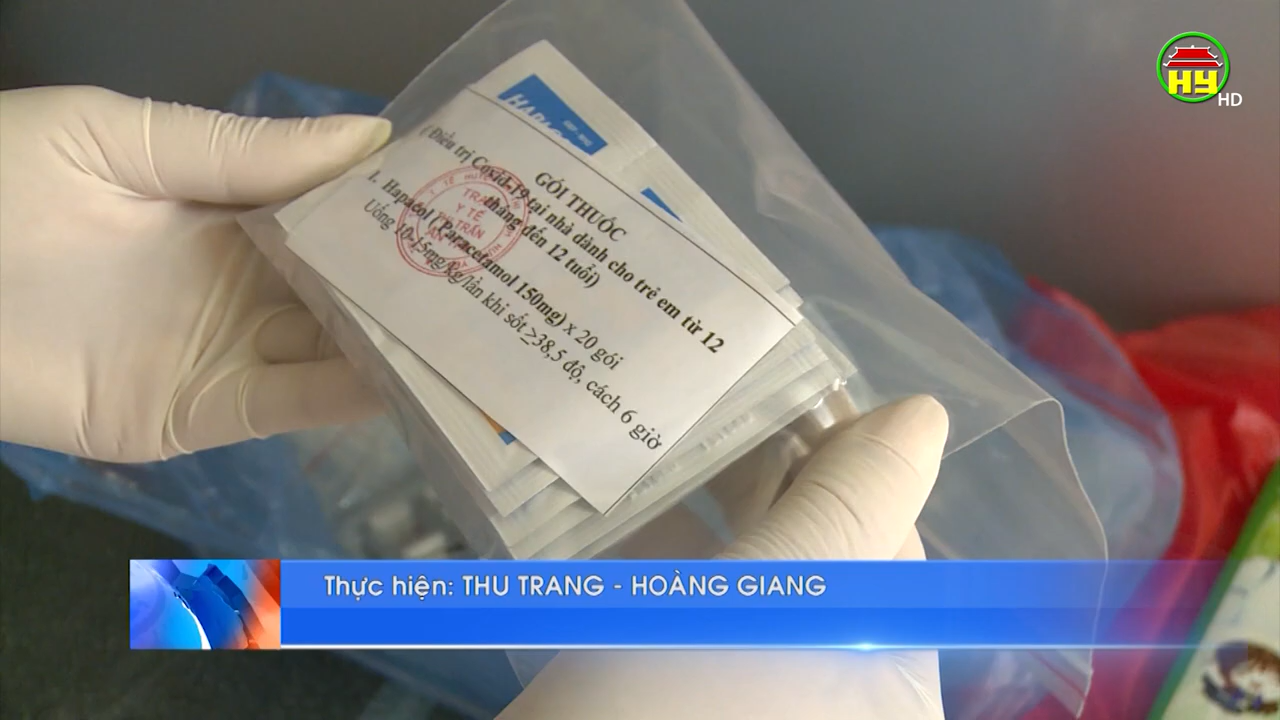 HY
HD
GÓI THUỐC
( Điều trị Covid-19 tại nhà dành cho trẻ em từ 12
tháng đến 12 tuổi)
1. Hapacol ( Paracetamol 150mg) x 20 gói
Uống 10-15mg/kg/lần khi sốt ≥38,5 độ, cách 6 giờ
TRẠM
Y TẾ
Thực hiện: THU TRANG - HOÀNG GIANG